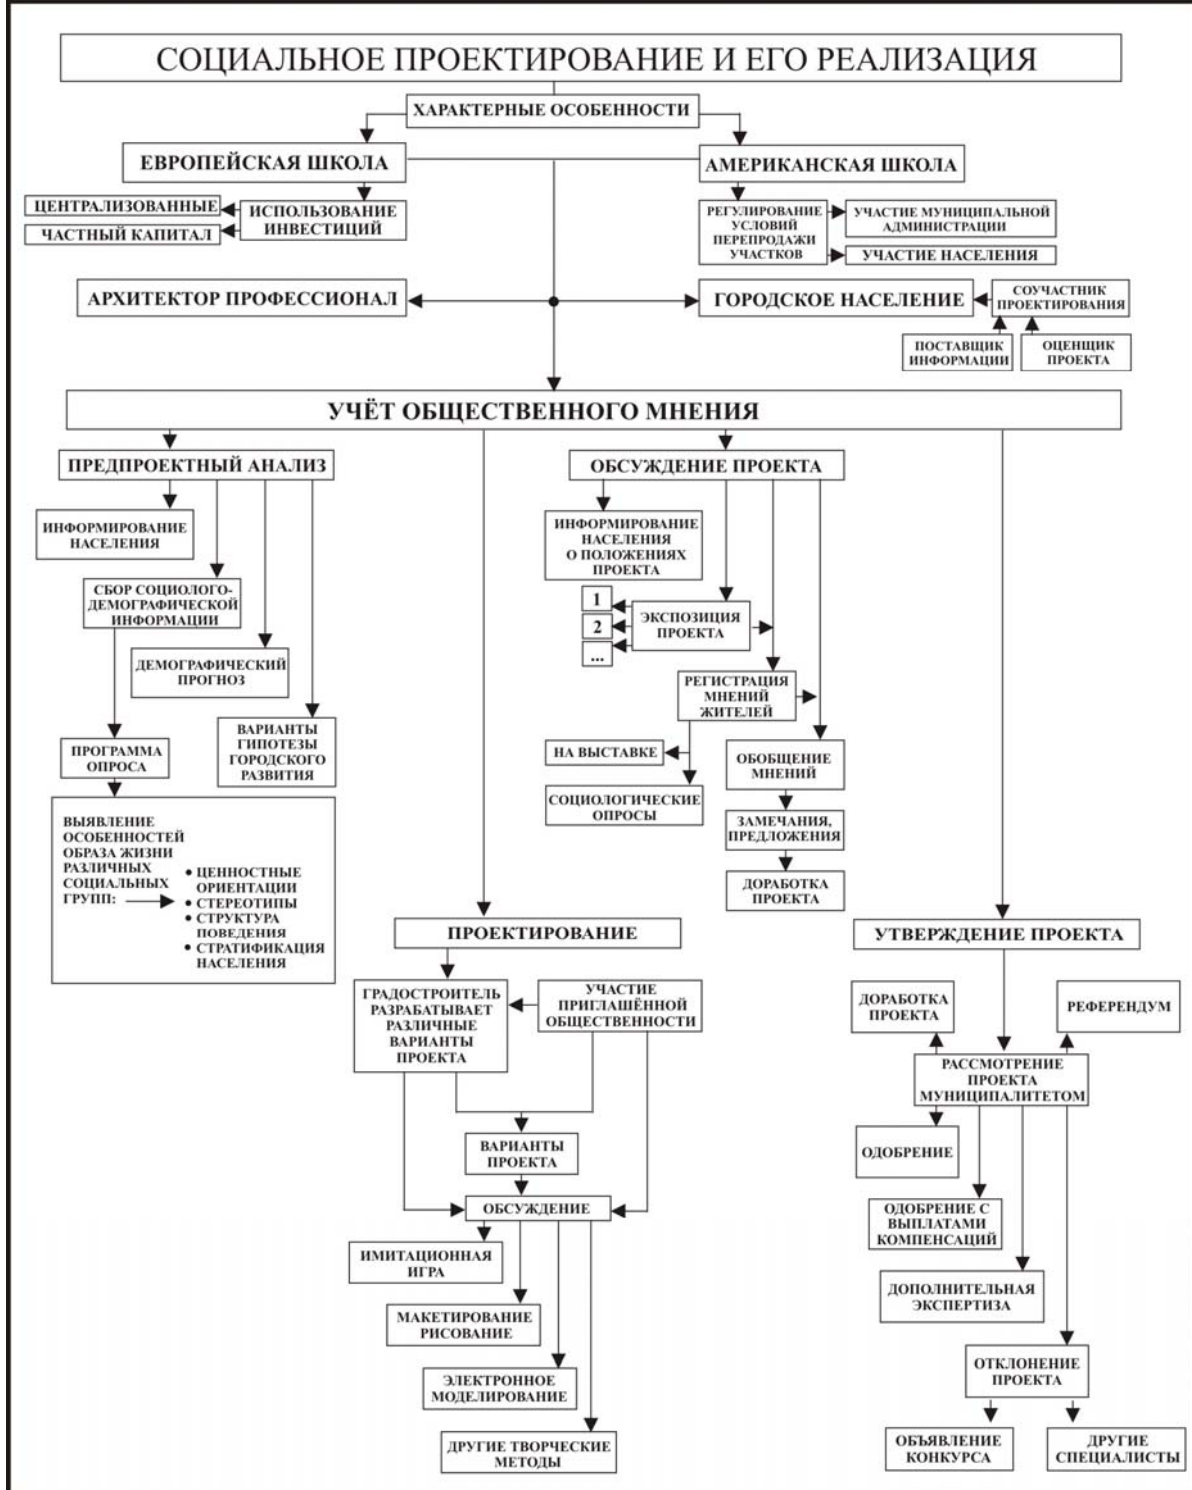 СОЦИАЛЬНОЕ ПРОЕКТИРОВАНИЕ И ЕГО РЕАЛИЗАЦИЯ
ХАРАКТЕРНЫЕ ОСОБЕННОСТИ
ЕВРОПЕЙСКАЯ ШКОЛА
АМЕРИКАНСКАЯ ШКОЛА
ЦЕНТРАЛИЗОВАННЫЕ
ЧАСТНЫЙ КАПИТАЛ
ИСПОЛЬЗОВАНИЕ
ИНВЕСТИЦИЙ
РЕГУЛИРОВАНИЕ
УСЛОВИЙ
ПЕРЕПРОДАЖИ
УЧАСТКОВ
УЧАСТИЕ МУНИЦИПАЛЬНОЙ
АДМИНИСТРАЦИИ
УЧАСТИЕ НАСЕЛЕНИЯ
АРХИТЕКТОР ПРОФЕССИОНАЛ
ГОРОДСКОЕ НАСЕЛЕНИЕ
СОУЧАСТНИК
ПРОЕКТИРОВАНИЯ
ПОСТАВЩИК
ИНФОРМАЦИИ
ОЦЕНЩИК
ПРОЕКТА
УЧЁТ ОБЩЕСТВЕННОГО МНЕНИЯ
ПРЕДПРОЕКТНЫЙ АНАЛИЗ
ИНФОРМИРОВАНИЕ
НАСЕЛЕНИЯ
СБОР СОЦИОЛОГО-
ДЕМОГРАФИЧЕСКОЙ
ИНФОРМАЦИИ
ДЕМОГРАФИЧЕСКИЙ
ПРОГНОЗ
ВАРИАНТЫ
ГИПОТЕЗЫ
ГОРОДСКОГО
РАЗВИТИЯ
ПРОГРАММА
ОПРОСА
ВЫЯВЛЕНИЕ
ОСОБЕННОСТЕЙ
ОБРАЗА ЖИЗНИ
РАЗЛИЧНЫХ
СОЦИАЛЬНЫХ
ГРУПП:
• ЦЕННОСТНЫЕ
ОРИЕНТАЦИИ
• СТЕРЕОТИПЫ
• СТРУКТУРА
ПОВЕДЕНИЯ
• СТРАТИФИКАЦИЯ
НАСЕЛЕНИЯ
ОБСУЖДЕНИЕ ПРОЕКТА
ИНФОРМИРОВАНИЕ
НАСЕЛЕНИЯ
О ПОЛОЖЕНИЯХ
ПРОЕКТА
1
2
...
ЭКСПОЗИЦИЯ
ПРОЕКТА
РЕГИСТРАЦИЯ
МНЕНИЙ
ЖИТЕЛЕЙ
НА ВЫСТАВКЕ
СОЦИОЛОГИЧЕСКИЕ
ОПРОСЫ
ОБОБЩЕНИЕ
МНЕНИЙ
ЗАМЕЧАНИЯ,
ПРЕДЛОЖЕНИЯ
ДОРАБОТКА
ПРОЕКТА
ПРОЕКТИРОВАНИЕ
ГРАДОСТРОИТЕЛЬ
РАЗРАБАТЫВАЕТ
РАЗЛИЧНЫЕ
ВАРИАНТЫ
ПРОЕКТА
УЧАСТИЕ
ПРИГЛАШЁННОЙ
ОБЩЕСТВЕННОСТИ
ВАРИАНТЫ
ПРОЕКТА
ОБСУЖДЕНИЕ
ИМИТАЦИОННАЯ
ИГРА
МАКЕТИРОВАНИЕ
РИСОВАНИЕ
ЭЛЕКТРОННОЕ
МОДЕЛИРОВАНИЕ
ДРУГИЕ ТВОРЧЕСКИЕ
МЕТОДЫ
УТВЕРЖДЕНИЕ ПРОЕКТА
ДОРАБОТКА
ПРОЕКТА
РЕФЕРЕНДУМ
РАССМОТРЕНИЕ
ПРОЕКТА
МУНИЦИПАЛИТЕТОМ
ОДОБРЕНИЕ
ОДОБРЕНИЕ С
ВЫПЛАТАМИ
КОМПЕНСАЦИЙ
ДОПОЛНИТЕЛЬНАЯ
ЭКСПЕРТИЗА
ОТКЛОНЕНИЕ
ПРОЕКТА
ОБЪЯВЛЕНИЕ
КОНКУРСА
ДРУГИЕ
СПЕЦИАЛИСТЫ